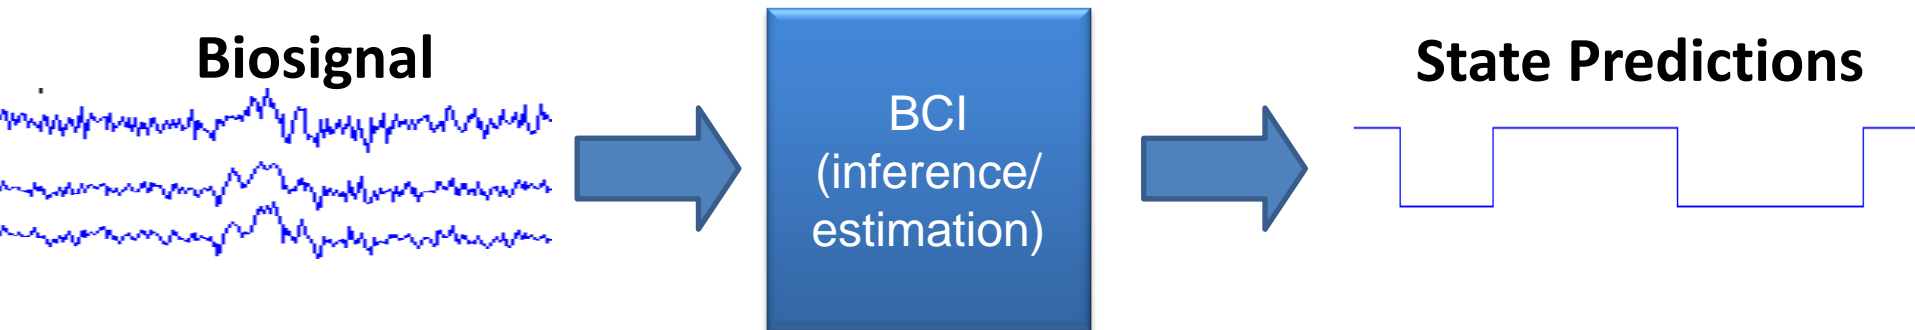 Biosignal
BCI
(inference/
estimation)
State Predictions